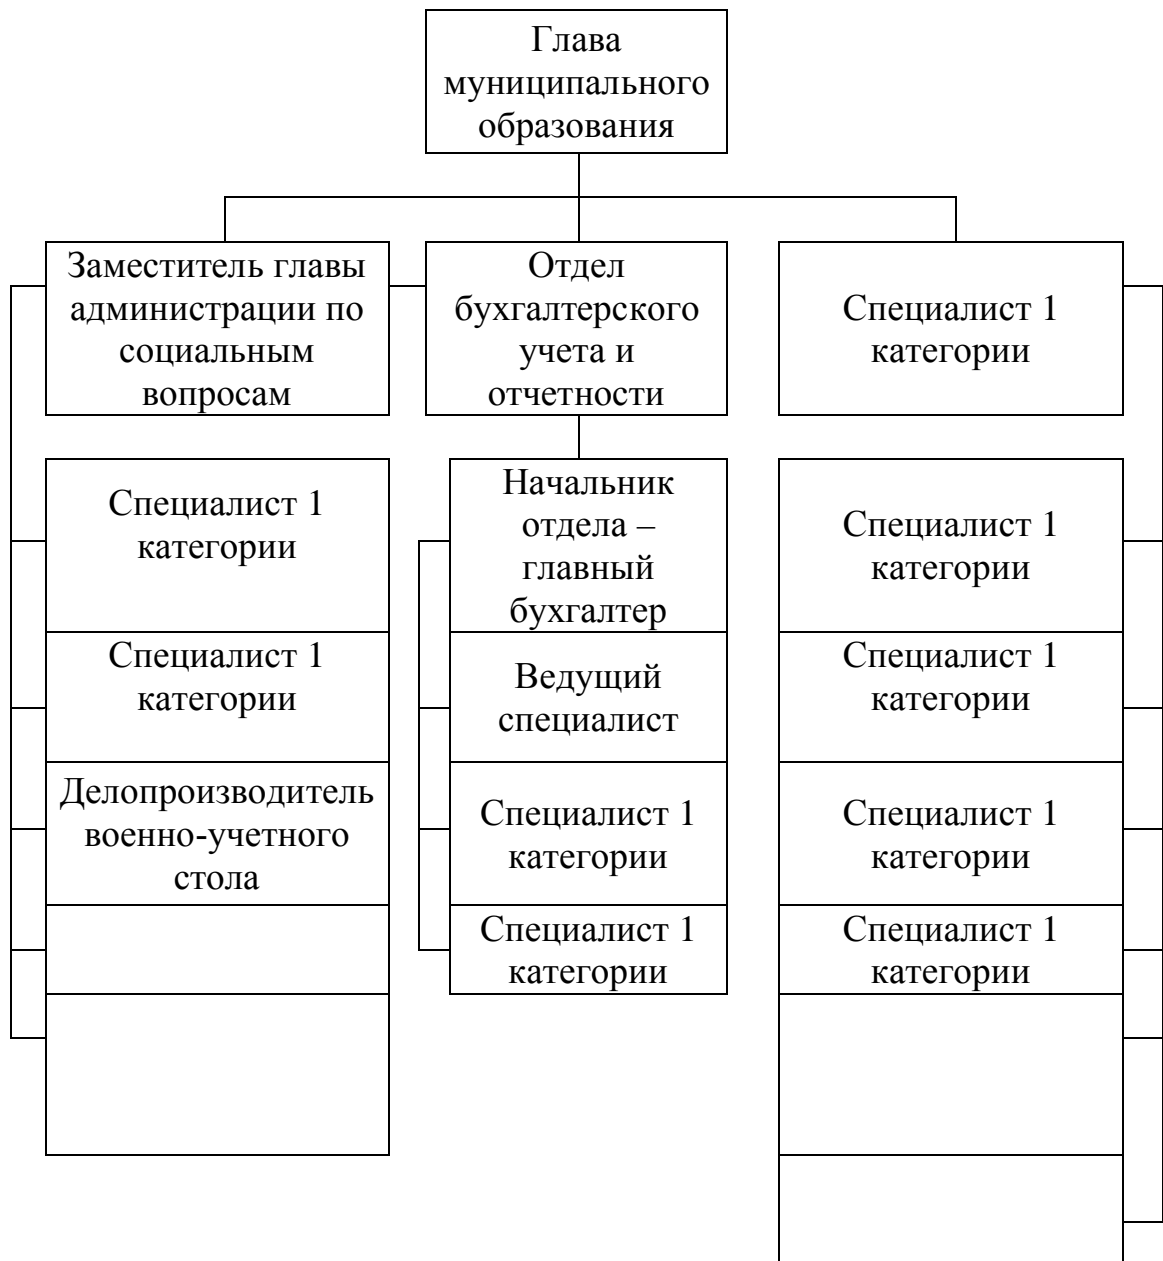 Глава
муниципального
образования
Заместитель главы
администрации по
социальным
вопросам
Отдел
бухгалтерского
учета и
отчетности
Специалист 1
категории
Специалист 1
категории
Специалист 1
категории
Делопроизводитель
военно-учетного
стола
Начальник
отдела –
главный
бухгалтер
Ведущий
специалист
Специалист 1
категории
Специалист 1
категории
Специалист 1
категории
Специалист 1
категории
Специалист 1
категории
Специалист 1
категории